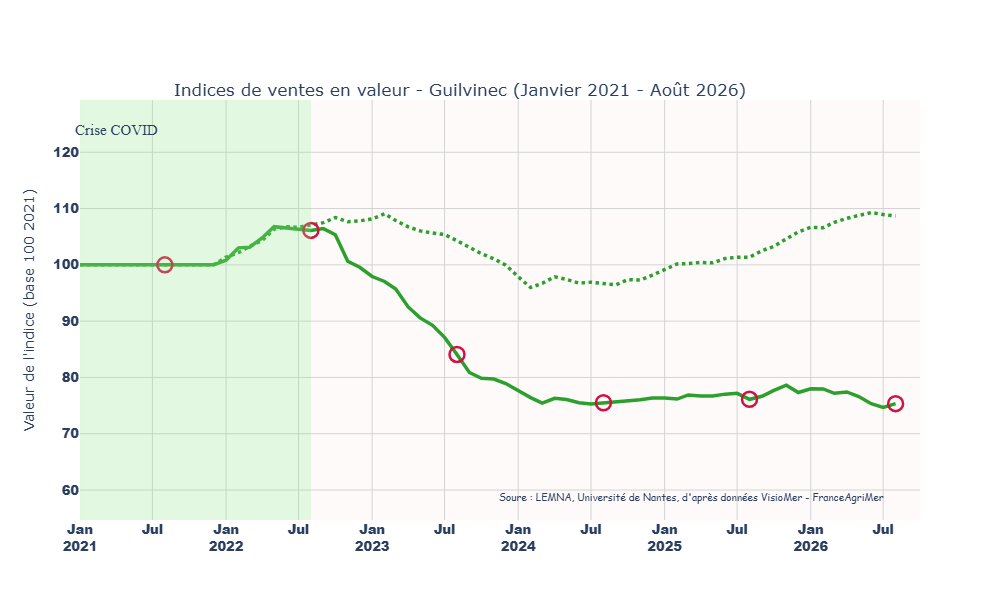 Indices de ventes en valeur - Guilvinec (Janvier 2021 - Août 2026)
Crise COVID
Valeur de l'indice (base 100 2021)
120
110
100
90
80
70
60
Soure : LEMNA, Université de Nantes, d'après données VisioMer - FranceAgriMer
Jan Jul Jan Jul Jan Jul Jan Jul Jan Jul Jan Jul
2021 2022 2023 2024 2025 2026